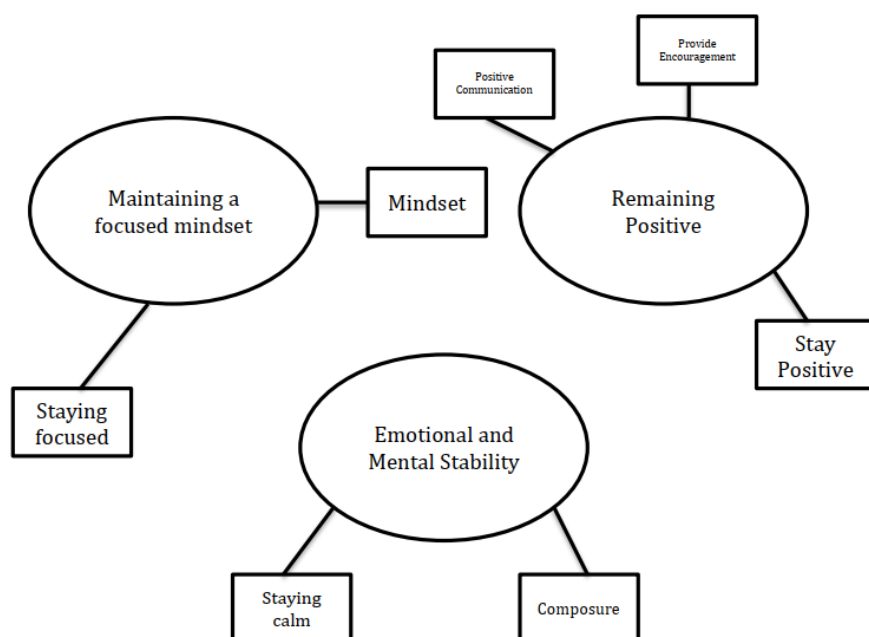 Provide
Encouragement
Positive
Communication
Maintaining a
focused mindset
Mindset
Remaining
Positive
Stay
Positive
Staying
focused
Emotional and
Mental Stability
Staying
calm
Composure